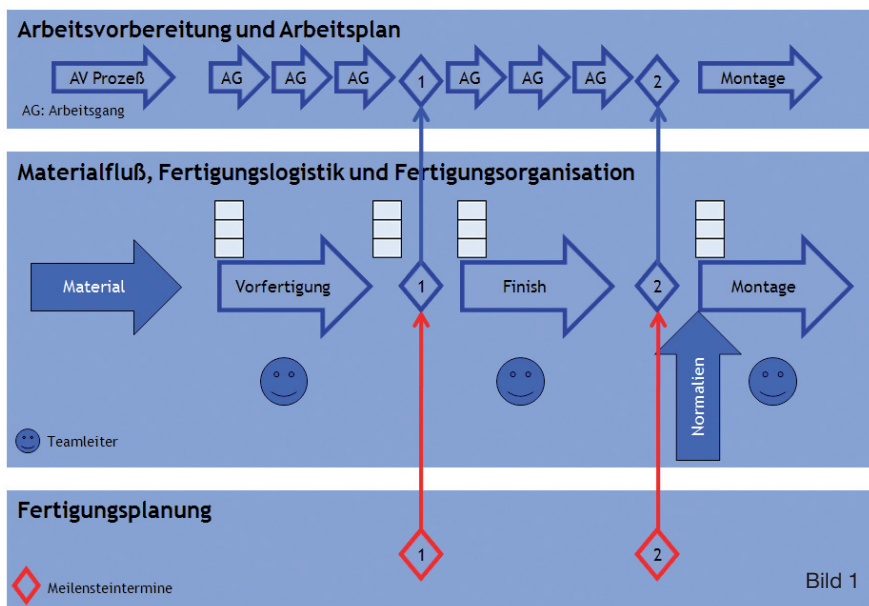 Arbeitsvorbereitung und Arbeitsplan
AV Prozeß
AG
AG
AG
1
AG
AG
AG
2
Montage
AG: Arbeitsgang
Materialfluß, Fertigungslogistik und Fertigungsorganisation
Material
Vorfertigung
1
Finish
2
Montage
Normalien
Teamleiter
Fertigungsplanung
1
2
Meilensteintermine
Bild 1